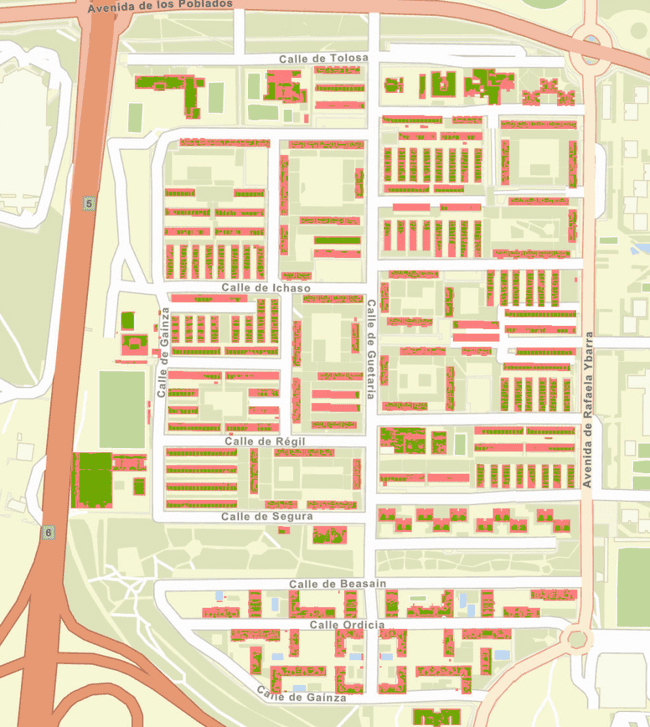 Avenida de los Poblados
Calle de Tolosa
5
Calle de Ichaso
Calle de Gainza
Calle de Guetaria
Avenida de Rafaela Ybarra
Calle de Régil
Calle de Segura
6
Calle de Beasain
Calle Ordicia
Calle de Gainza